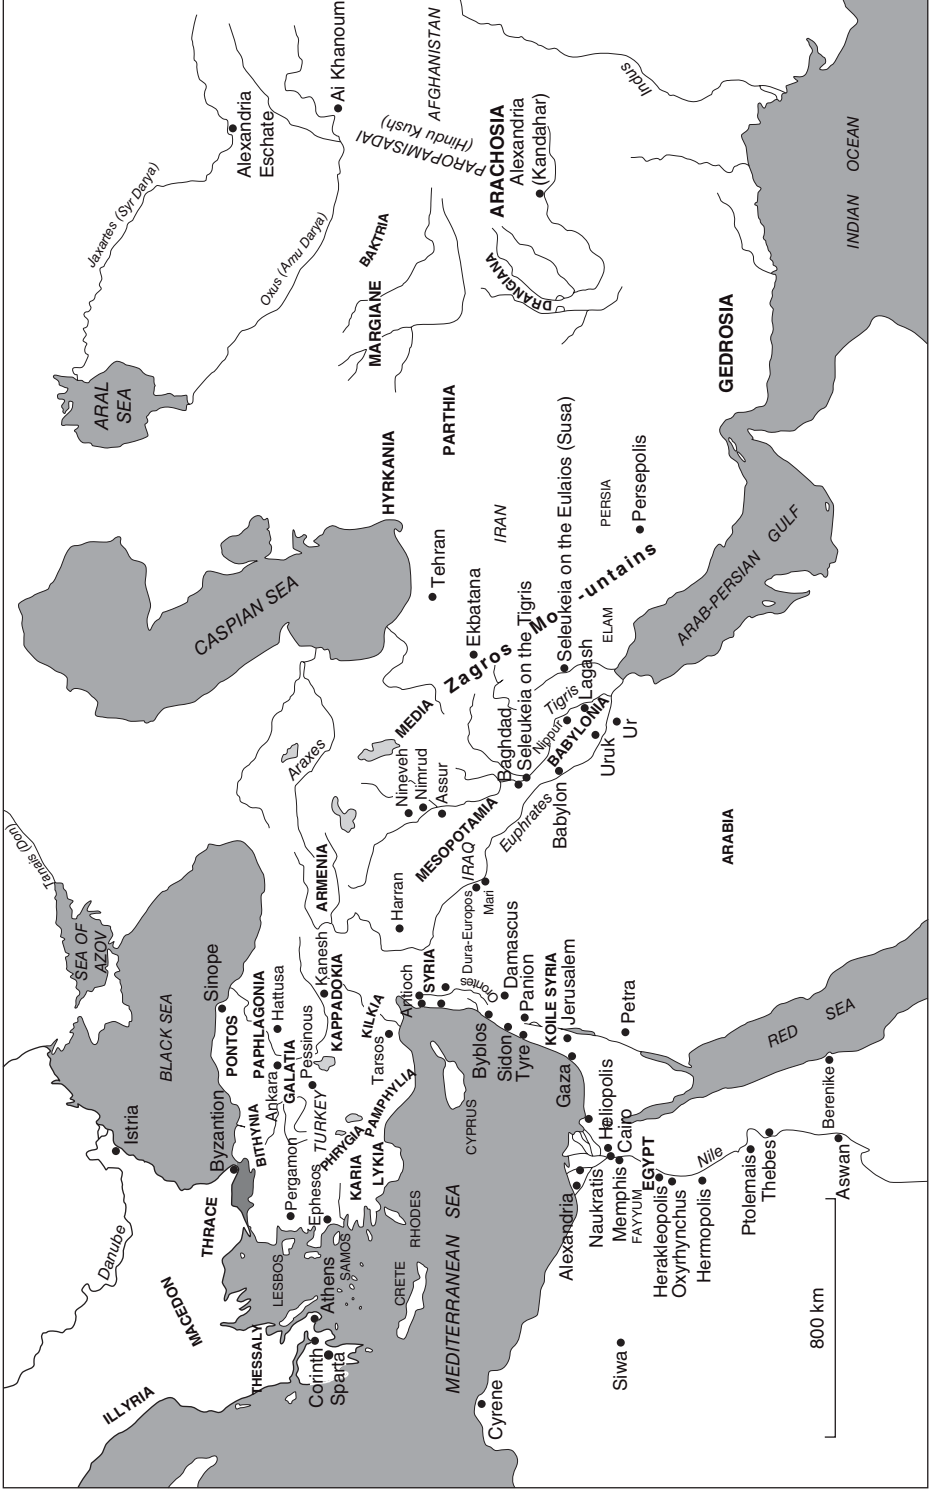 ILLYRIA
MACEDON
THRACE
THESSALY
Danube
Istria
Byzantion
BLACK SEA
SEA OF
AZOV
Tanais (Don)
Sinope
PONTOS
PAPHLAGONIA
BITHYNIA
Hattusa
Ankara
GALATIA
Pessinous
Kanesh
KAPPADOKIA
ARMENIA
Araxes
CASPIAN SEA
ARAL
SEA
Jaxartes (Syr Darya)
Oxus (Amu Darya)
Alexandria
Eschate
Ai Khanoum
LESBOS
Pergamon
TURKEY
PHRYGIA
Ephesos
SAMOS
KARIA
LYKIA
PAMPHYLIA
Tarsos
KILKIA
Athens
Corinth
Sparta
CRETE
RHODES
CYPRUS
MEDITERRANEAN SEA
Cyrene
Antioch
SYRIA
Orontes
Harran
Nineveh
Nimrud
Assur
MEDIA
MESOPOTAMIA
IRAQ
Dura-Europos
Mari
Euphrates
Baghdad
Seleukeia on the Tigris
Zagros Mo -untains
Ekbatana
Tehran
HYRKANIA
PARTHIA
IRAN
MARGIANE
BAKTRIA
PAROPAMISADAI
(Hindu Kush)
AFGHANISTAN
ARACHOSIA
Alexandria
(Kandahar)
DRANGIANA
Indus
Byblos
Sidon
Tyre
Damascus
Panion
KOILE SYRIA
Jerusalem
Gaza
Petra
Babylon
BABYLONIA
Nippur
Tigris
Lagash
Uruk
Ur
Seleukeia on the Eulaios (Susa)
ELAM
PERSIA
Persepolis
GEDROSIA
ARAB-PERSIAN GULF
INDIAN OCEAN
ARABIA
RED SEA
Alexandria
Naukratis
Heliopolis
Cairo
Memphis
FAYYUM
EGYPT
Herakleopolis
Oxyrhynchus
Hermopolis
Nile
Ptolemais
Thebes
Berenike
Aswan
Siwa
800 km